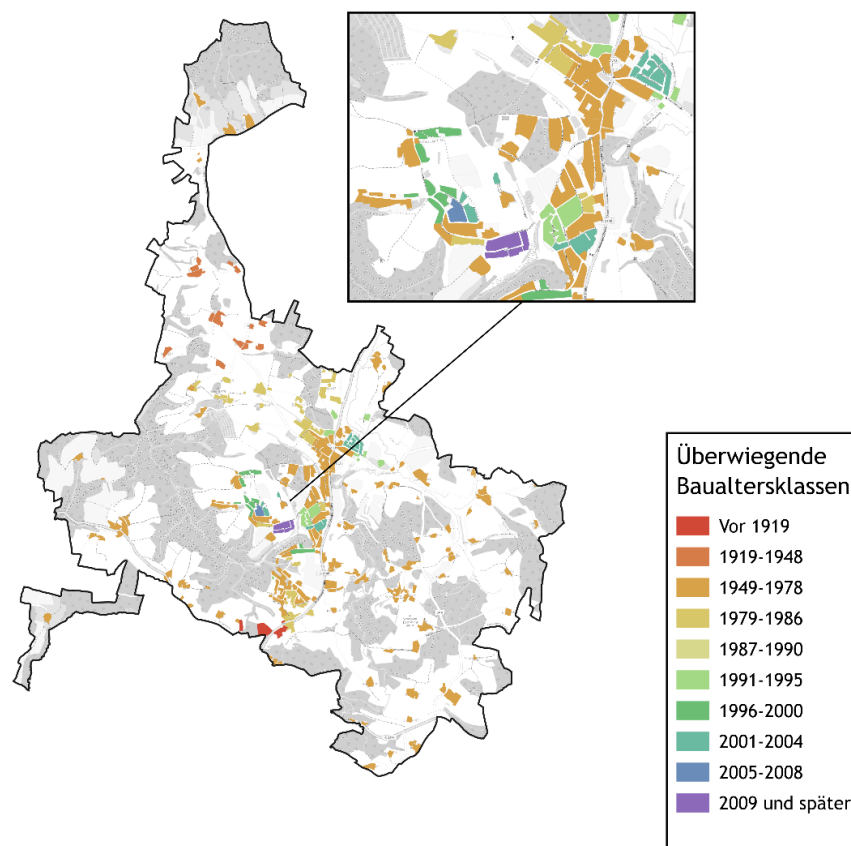 Überwiegende
Baualtersklassen
Vor 1919
1919-1948
1949-1978
1979-1986
1987-1990
1991-1995
1996-2000
2001-2004
2005-2008
2009 und später